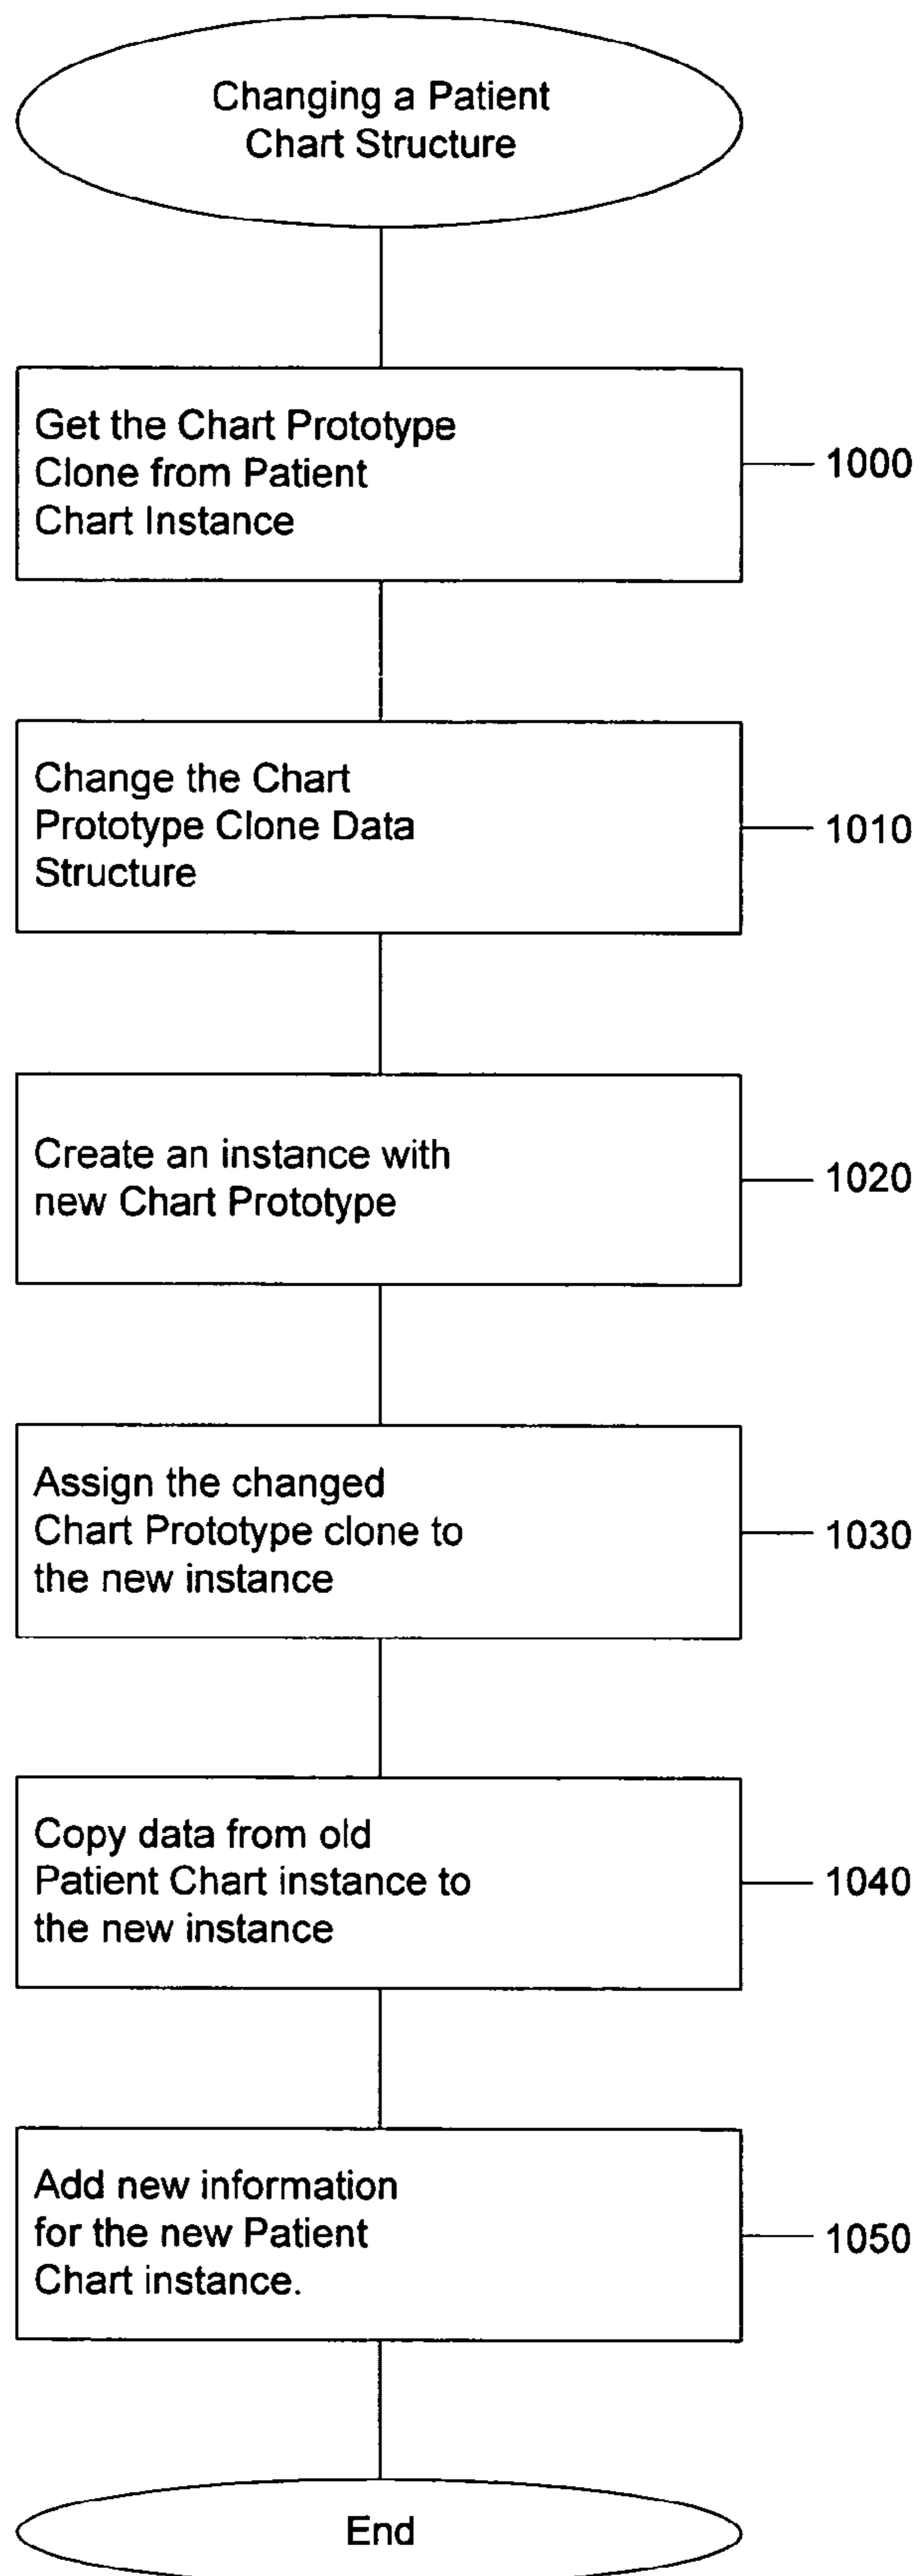 Changing a Patient
Chart Structure
Get the Chart Prototype
Clone from Patient
Chart Instance
1000
Change the Chart
Prototype Clone Data
Structure
1010
Create an instance with
new Chart Prototype
1020
Assign the changed
Chart Prototype clone to
the new instance
1030
Copy data from old
Patient Chart instance to
the new instance
1040
Add new information
for the new Patient
Chart instance.
1050
End